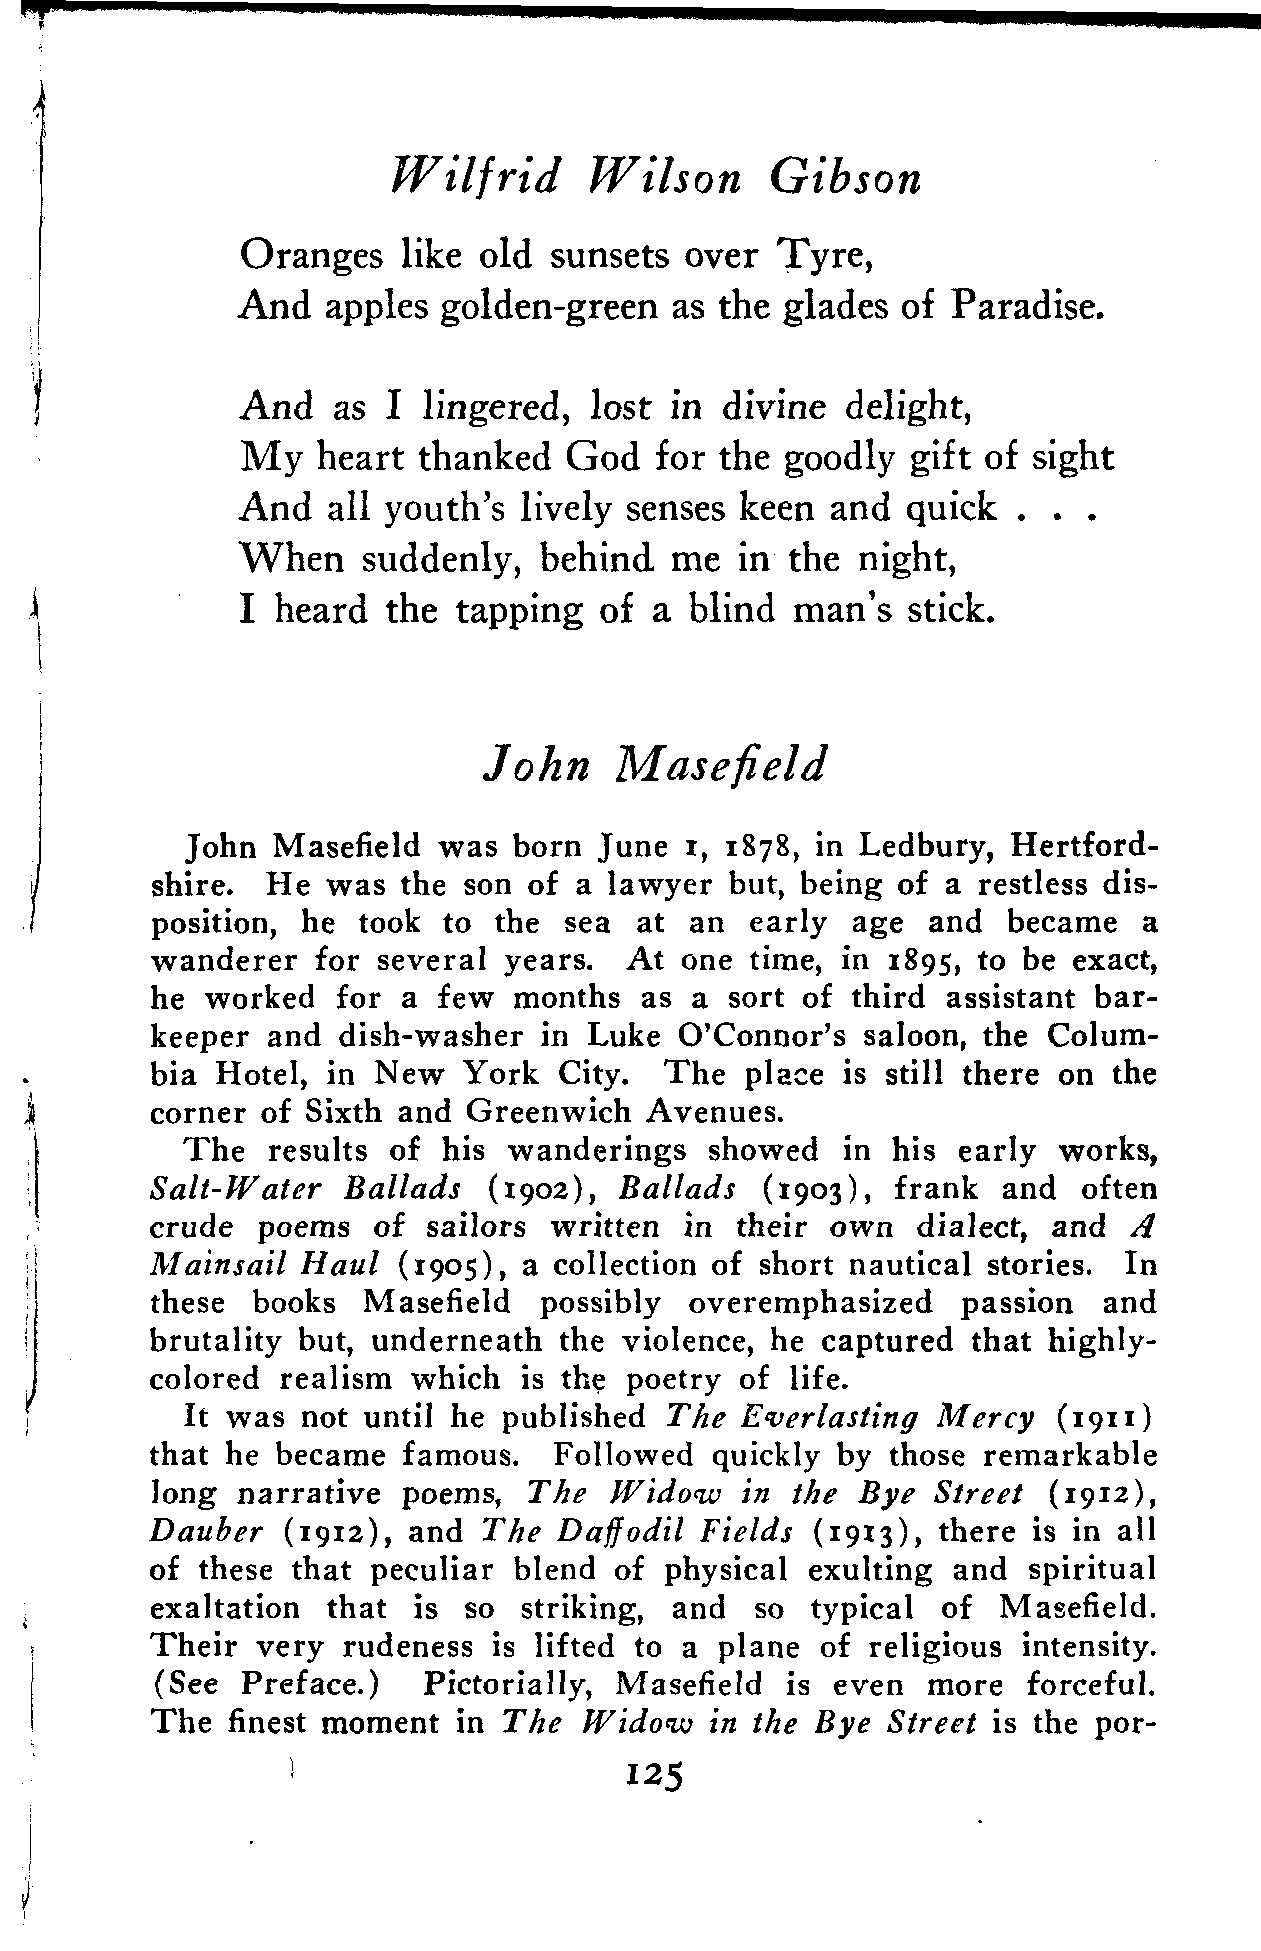 Wilfrid Wilson Gibson
Oranges like old sunsets over Tyre,
And apples golden-green as the glades of Paradise.
And as I lingered, lost in divine delight,
My heart thanked God for the goodly gift of sight
And all youth's lively senses keen and quick . . .
When suddenly, behind me in the night,
I heard the tapping of a blind man's stick.
John Masefield
John Masefield was born June 1, 1878, in Ledbury, Hertford-
shire. He was the son of a lawyer but, being of a restless dis-
position, he took to the sea at an early age and became a
wanderer for several years. At one time, in 1895, to be exact,
he worked for a few months as a sort of third assistant bar-
keeper and dish-washer in Luke O'Connor's saloon, the Colum-
bia Hotel, in New York City. The place is still there on the
corner of Sixth and Greenwich Avenues.
The results of his wanderings showed in his early works,
Salt-Water Ballads (1902), Ballads (1903), frank and often
crude poems of sailors written in their own dialect, and A
Mainsail Haul (1905), a collection of short nautical stories. In
these books Masefield possibly overemphasized passion and
brutality but, underneath the violence, he captured that highly-
colored realism which is the poetry of life.
It was not until he published The Everlasting Mercy (1911)
that he became famous. Followed quickly by those remarkable
long narrative poems, The Widow in the Bye Street (1912),
Dauber (1912), and The Daffodil Fields (1913), there is in all
of these that peculiar blend of physical exulting and spiritual
exaltation that is so striking, and so typical of Masefield.
Their very rudeness is lifted to a plane of religious intensity.
(See Preface.) Pictorially, Masefield is even more forceful.
The finest moment in The Widow in the Bye Street is the por-
125